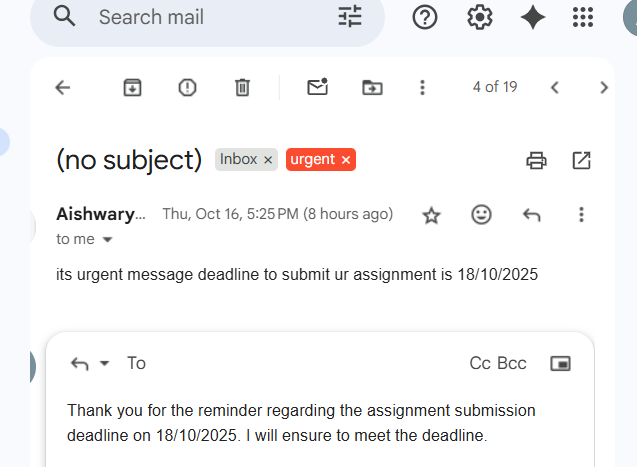 Search mail
4 of 19
(no subject) Inbox × urgent ×
Aishwary... Thu, Oct 16, 5:25 PM (8 hours ago)
to me
its urgent message deadline to submit ur assignment is 18/10/2025
To Cc Bcc
Thank you for the reminder regarding the assignment submission
deadline on 18/10/2025. I will ensure to meet the deadline.